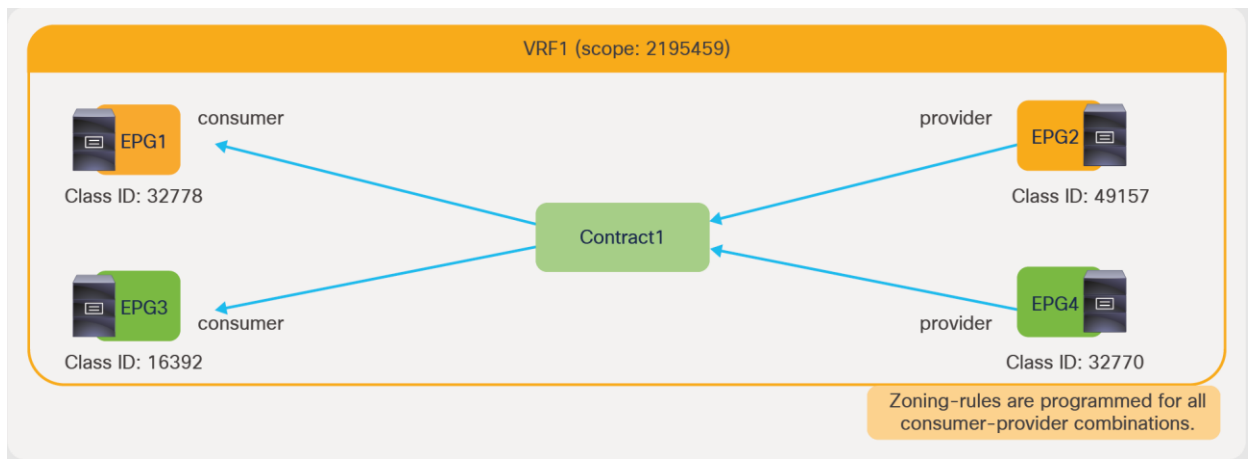 VRF1 (scope: 2195459)
consumer
provider
EPG1
EPG2
Class ID: 32778
Class ID: 49157
Contract1
EPG3
EPG4
consumer
provider
Class ID: 16392
Class ID: 32770
Zoning-rules are programmed for all
consumer-provider combinations.